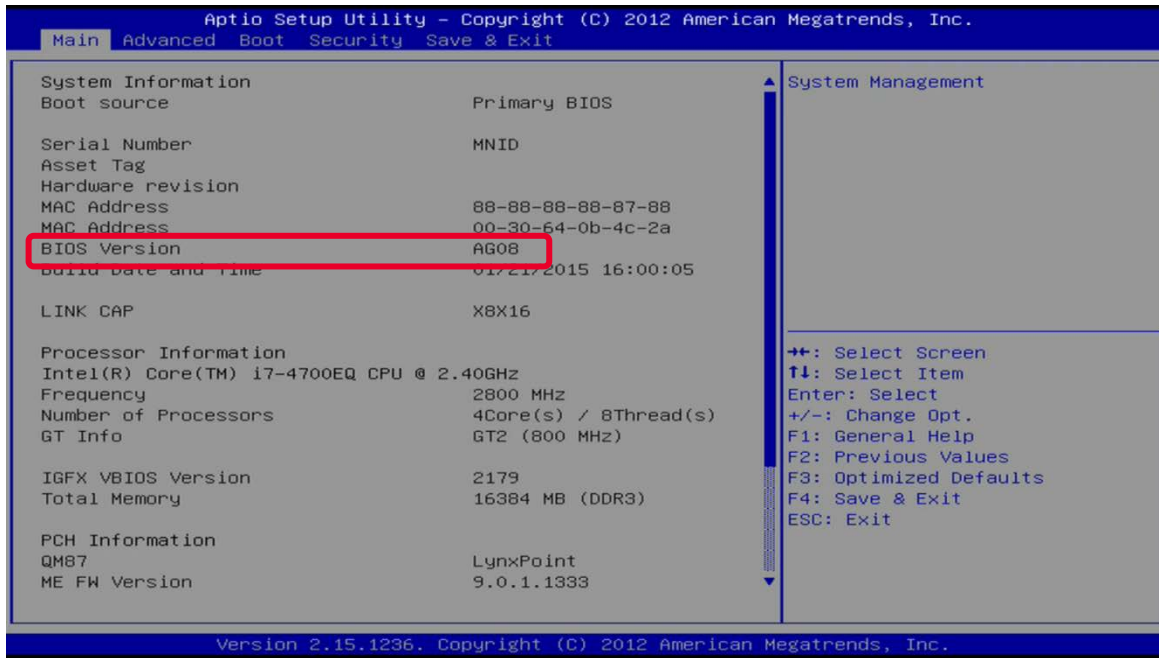 Aptio Setup Utility – Copyright (C) 2012 American Megatrends, Inc.
Main Advanced Boot Security Save & Exit
System Information
Boot source Primary BIOS
Serial Number MNID
Asset Tag
Hardware revision
MAC Address 88-88-88-88-87-88
MAC Address 00-30-64-0b-4c-2a
BIOS Version AG08
Build Date and Time 01/21/2015 16:00:05
LINK CAP X8X16
Processor Information
Intel(R) Core(TM) i7-4700EQ CPU @ 2.40GHz
Frequency 2800 MHz
Number of Processors 4Core(s) / 8Thread(s)
GT Info GT2 (800 MHz)
IGFX VBIOS Version 2179
Total Memory 16384 MB (DDR3)
PCH Information
QM87 LynxPoint
ME FW Version 9.0.1.1333
System Management
→←: Select Screen
↑↓: Select Item
Enter: Select
+/-: Change Opt.
F1: General Help
F2: Previous Values
F3: Optimized Defaults
F4: Save & Exit
ESC: Exit
Version 2.15.1236. Copyright (C) 2012 American Megatrends, Inc.